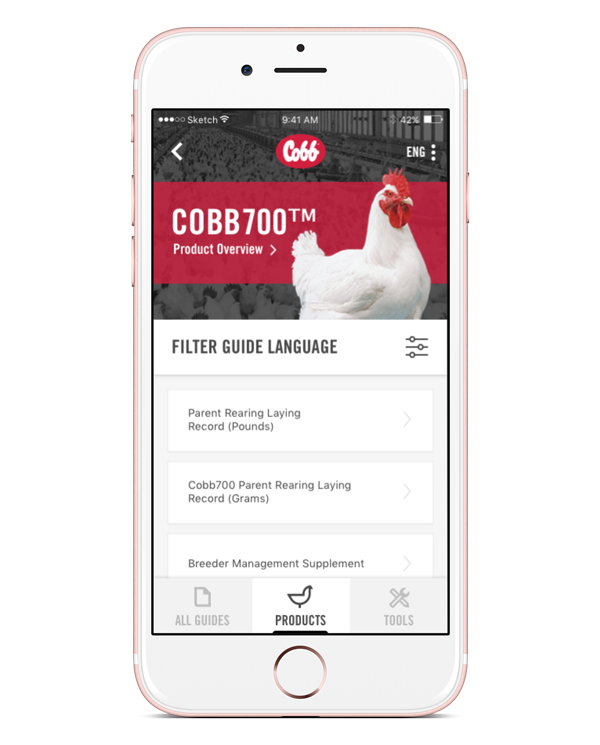 Sketch 9:41 AM 42%
Cobb ENG
COBB700™
Product Overview
FILTER GUIDE LANGUAGE
Parent Rearing Laying
Record (Pounds)
Cobb700 Parent Rearing Laying
Record (Grams)
Breeder Management Supplement
ALL GUIDES PRODUCTS TOOLS